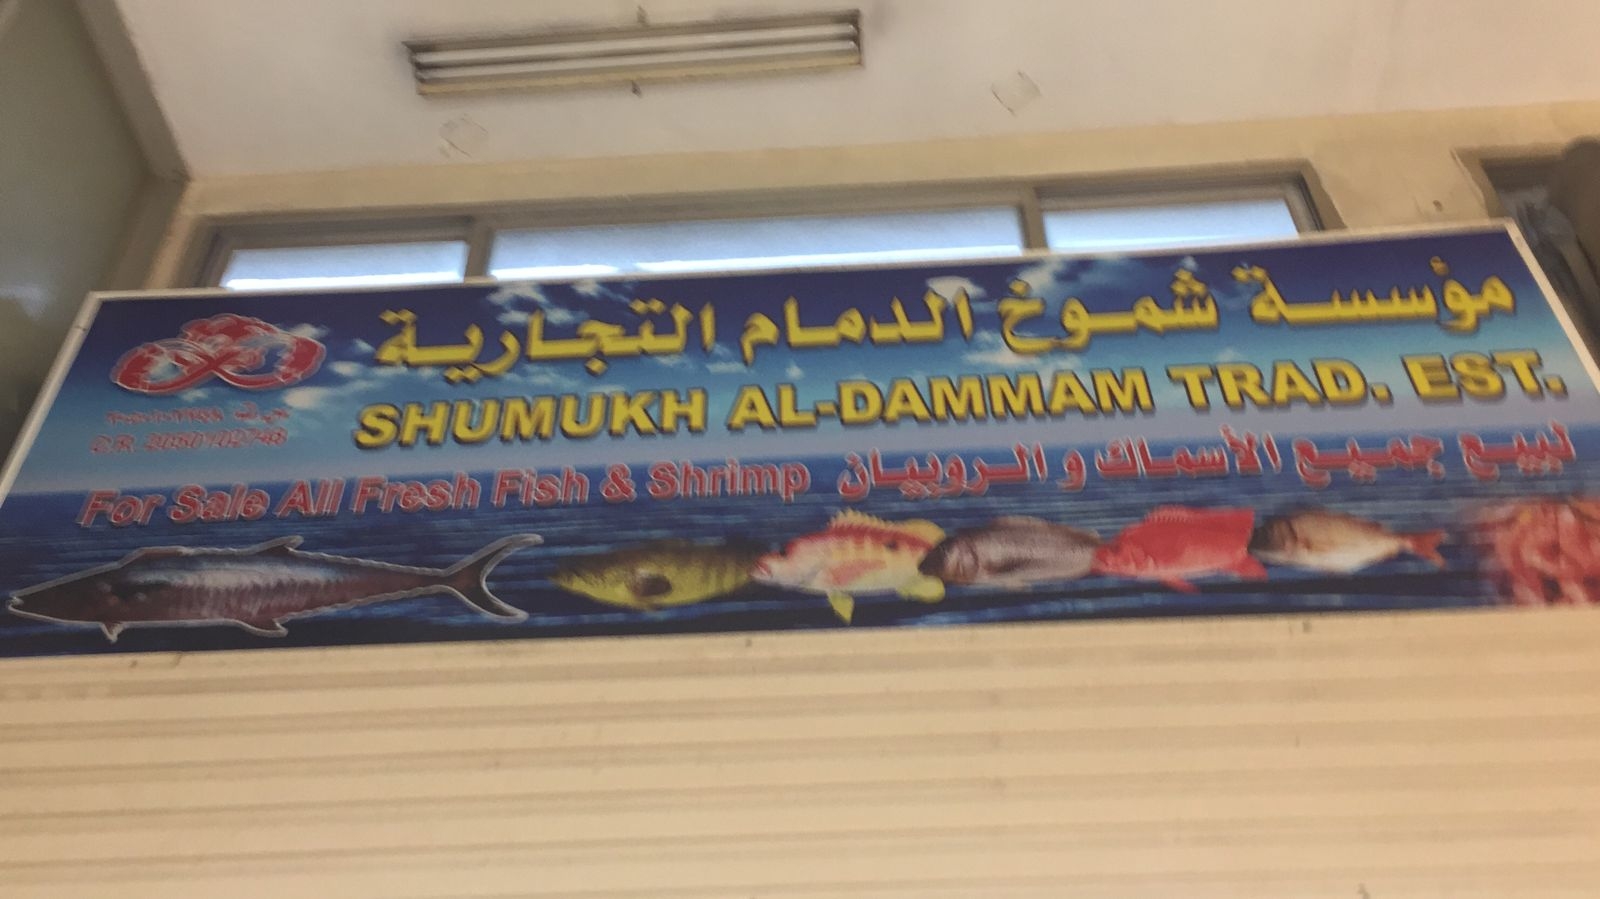 مؤسسة شموخ الدمام التجارية
SHUMUKH AL-DAMMAM TRAD. EST.
س.ت
C.R.
For Sale All Fresh Fish & Shrimp لبيع جميع الأسماك و الروبيان